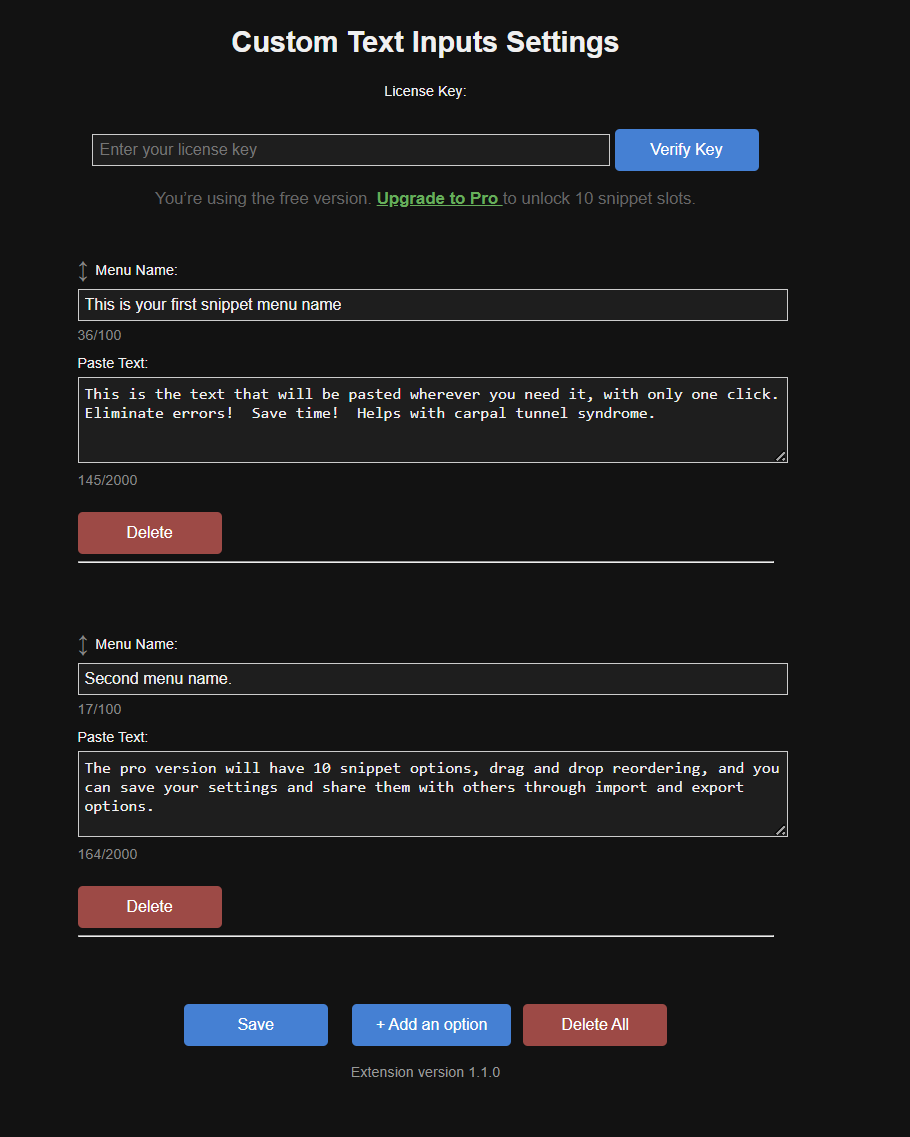 Custom Text Inputs Settings
License Key:
Enter your license key
Verify Key
You’re using the free version. Upgrade to Pro to unlock 10 snippet slots.
Menu Name:
This is your first snippet menu name
36/100
Paste Text:
This is the text that will be pasted wherever you need it, with only one click.
Eliminate errors!  Save time!  Helps with carpal tunnel syndrome.
145/2000
Delete
Menu Name:
Second menu name.
17/100
Paste Text:
The pro version will have 10 snippet options, drag and drop reordering, and you
can save your settings and share them with others through import and export
options.
164/2000
Delete
Save
+ Add an option
Delete All
Extension version 1.1.0